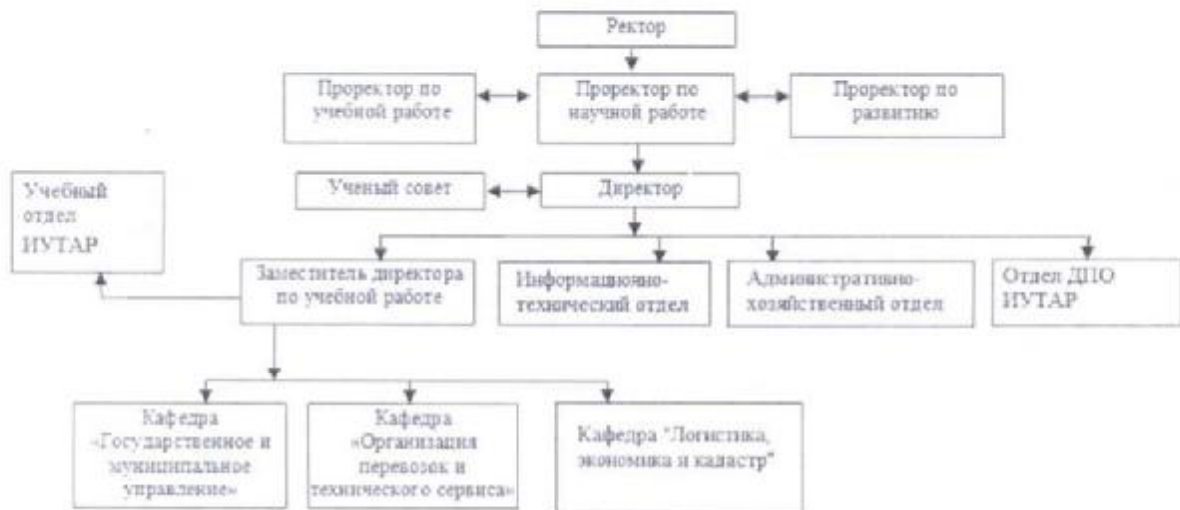 Ректор
Проректор по
учебной работе
Проректор по
научной работе
Проректор по
развитию
Учебный
отдел
ИУТАР
Ученый совет
Директор
Заместитель директора
по учебной работе
Информационно-
технический отдел
Административно-
хозяйственный отдел
Отдел ДПО
ИУТАР
Кафедра
«Государственное и
муниципальное
управление»
Кафедра
«Организация
перевозок и
технического сервиса»
Кафедра "Логистика,
экономика и кадастр"